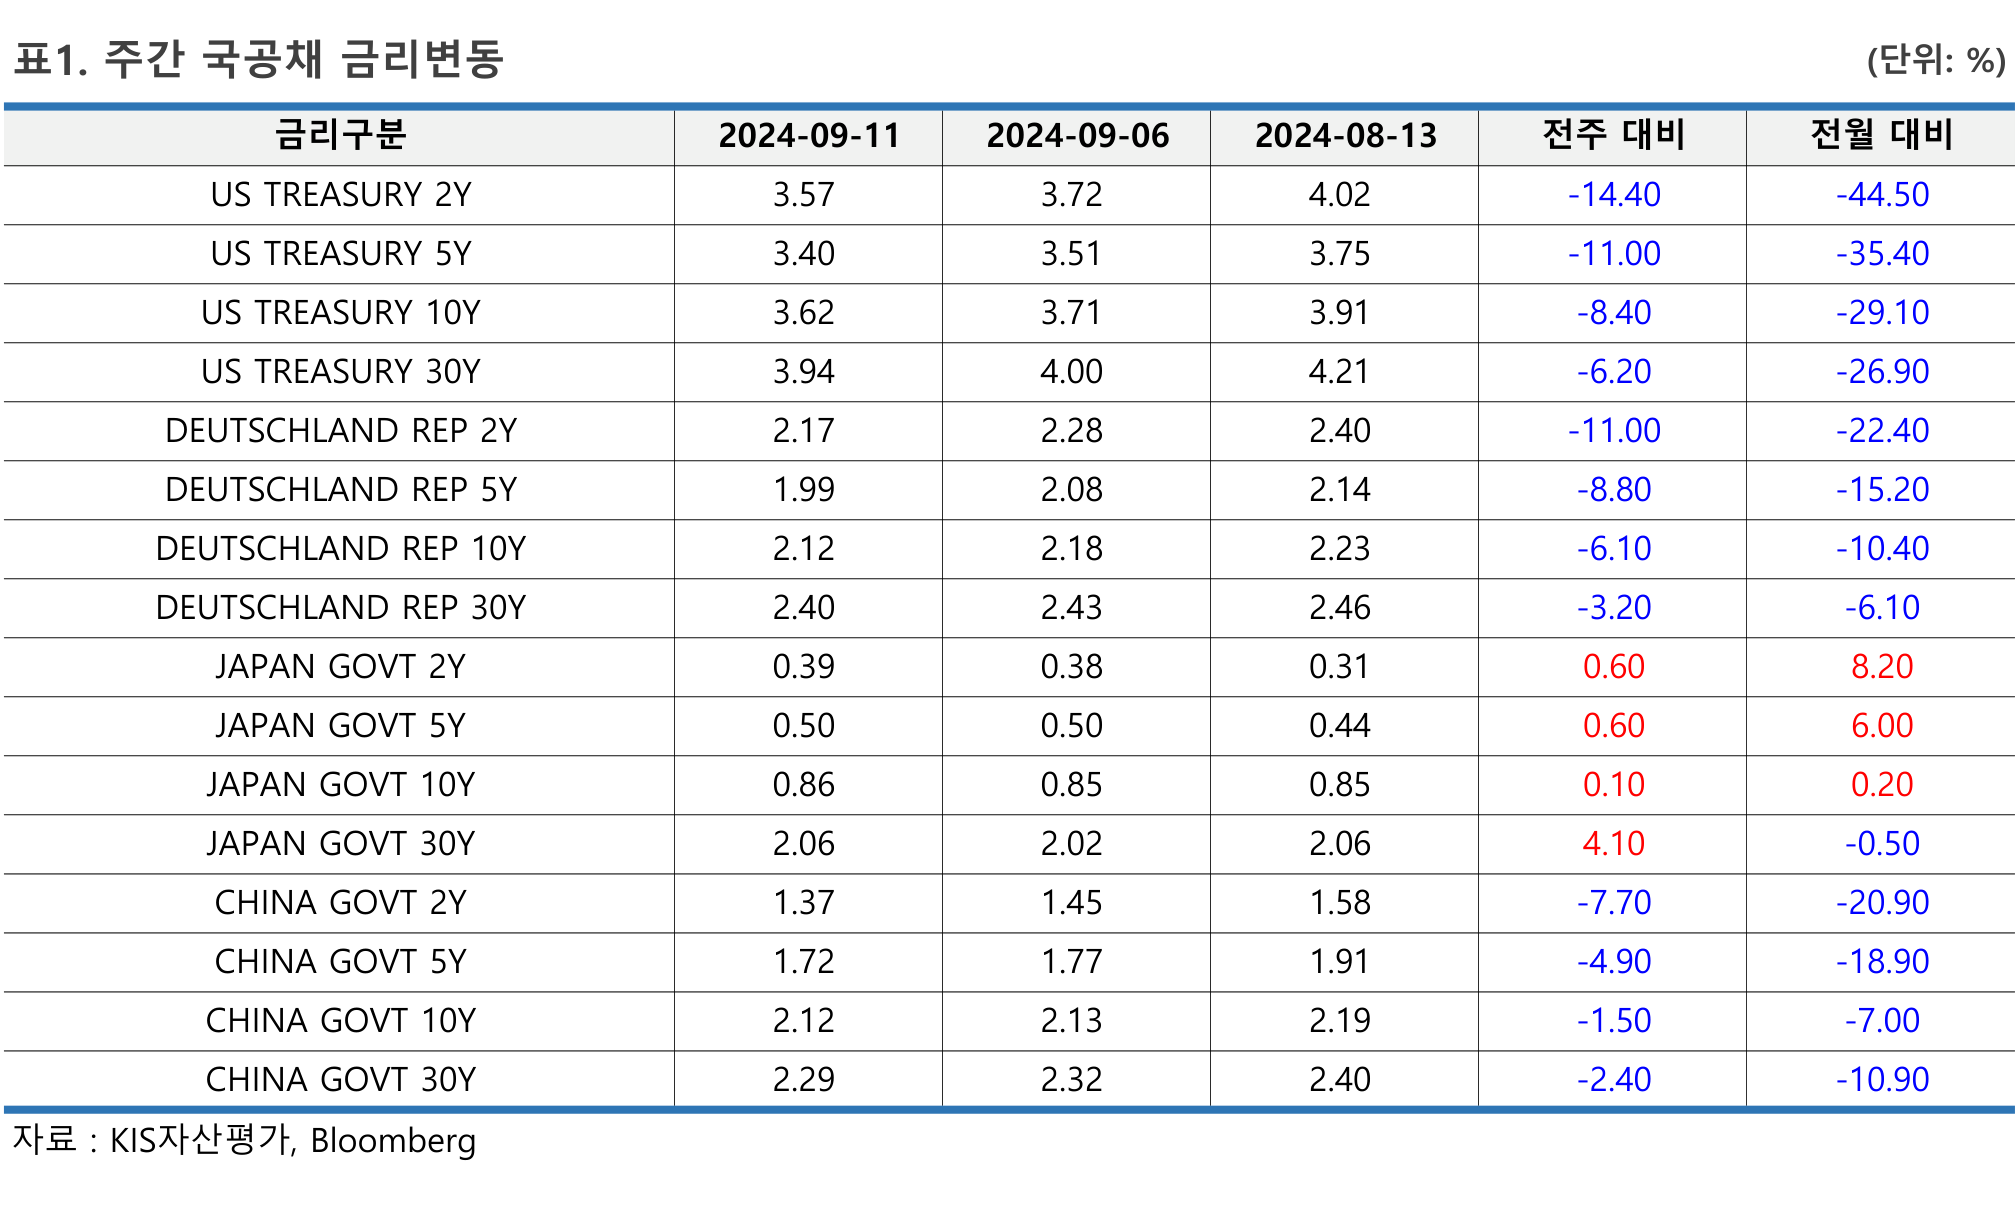 표1. 주간 국공채 금리변동 (단위: %)
금리구분 2024-09-11 2024-09-06 2024-08-13 전주 대비 전월 대비
US TREASURY 2Y 3.57 3.72 4.02 -14.40 -44.50
US TREASURY 5Y 3.40 3.51 3.75 -11.00 -35.40
US TREASURY 10Y 3.62 3.71 3.91 -8.40 -29.10
US TREASURY 30Y 3.94 4.00 4.21 -6.20 -26.90
DEUTSCHLAND REP 2Y 2.17 2.28 2.40 -11.00 -22.40
DEUTSCHLAND REP 5Y 1.99 2.08 2.14 -8.80 -15.20
DEUTSCHLAND REP 10Y 2.12 2.18 2.23 -6.10 -10.40
DEUTSCHLAND REP 30Y 2.40 2.43 2.46 -3.20 -6.10
JAPAN GOVT 2Y 0.39 0.38 0.31 0.60 8.20
JAPAN GOVT 5Y 0.50 0.50 0.44 0.60 6.00
JAPAN GOVT 10Y 0.86 0.85 0.85 0.10 0.20
JAPAN GOVT 30Y 2.06 2.02 2.06 4.10 -0.50
CHINA GOVT 2Y 1.37 1.45 1.58 -7.70 -20.90
CHINA GOVT 5Y 1.72 1.77 1.91 -4.90 -18.90
CHINA GOVT 10Y 2.12 2.13 2.19 -1.50 -7.00
CHINA GOVT 30Y 2.29 2.32 2.40 -2.40 -10.90
자료 : KIS자산평가, Bloomberg